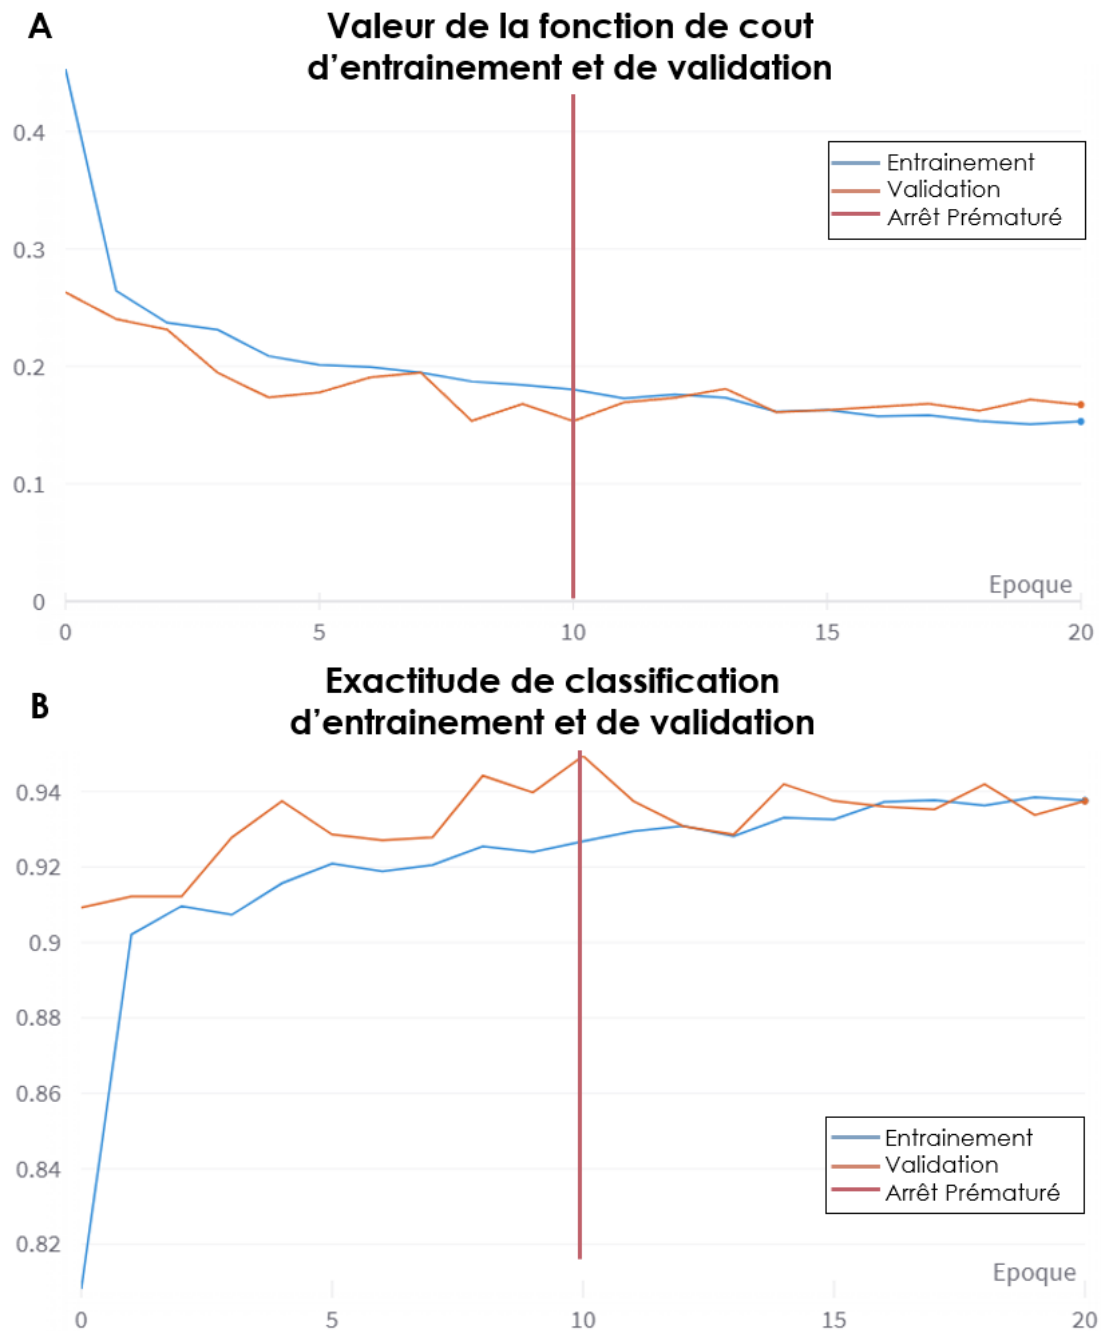 A
Valeur de la fonction de cout
d'entrainement et de validation
0.4
Entrainement
Validation
Arrêt Prématuré
0.3
0.2
0.1
Epoque
0
0 5 10 15 20
B
Exactitude de classification
d'entrainement et de validation
0.94
0.92
0.9
0.88
0.86
Entrainement
0.84
Validation
Arrêt Prématuré
0.82
Epoque
0 5 10 15 20